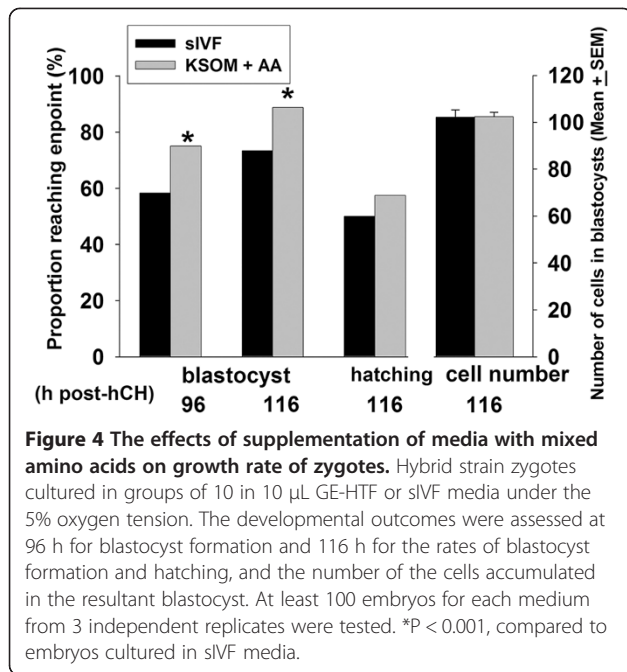 sIVF
KSOM + AA
Proportion reaching enpoint (%)
100
80
60
40
20
0
*
*
120
100
80
60
40
20
0
Number of cells in blastocysts (Mean ± SEM)
blastocyst hatching cell number
(h post-hCH) 96 116 116 116
Figure 4 The effects of supplementation of media with mixed
amino acids on growth rate of zygotes. Hybrid strain zygotes
cultured in groups of 10 in 10 μL GE-HTF or sIVF media under the
5% oxygen tension. The developmental outcomes were assessed at
96 h for blastocyst formation and 116 h for the rates of blastocyst
formation and hatching, and the number of the cells accumulated
in the resultant blastocyst. At least 100 embryos for each medium
from 3 independent replicates were tested. *P < 0.001, compared to
embryos cultured in sIVF media.